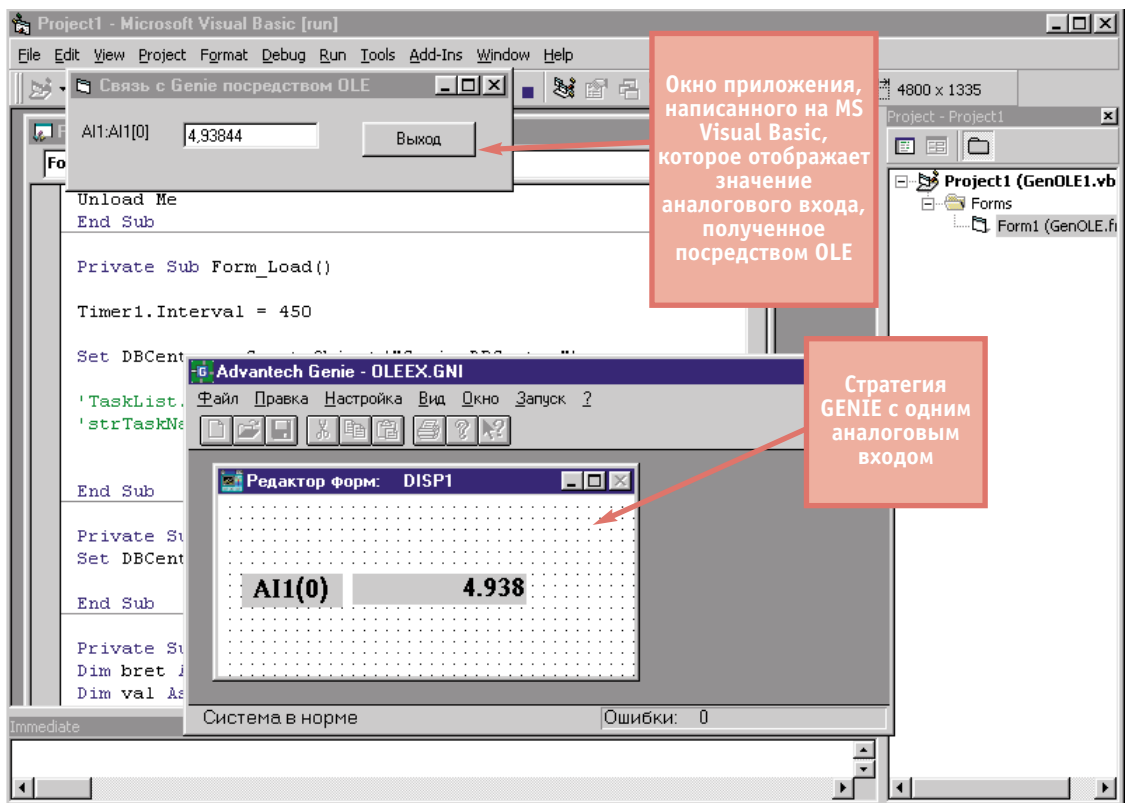 Project1 - Microsoft Visual Basic [run]
File Edit View Project Format Debug Run Tools Add-Ins Window Help
4800 x 1335
Связь с Genie посредством OLE
AI1:AI1[0]
4,93844
Выход
Окно приложения,
написанного на MS
Visual Basic,
которое отображает
значение
аналогового входа,
полученное
посредством OLE
Project - Project1
Project1 (GenOLE1.vb
Forms
Form1 (GenOLE.fr
Unload Me
End Sub
Private Sub Form_Load()
Timer1.Interval = 450
Set DBCent
'TaskList.
'strTaskNa
End Sub
Private Su
Set DBCent
End Sub
Private Su
Dim bret
Dim val As
Advantech Genie - OLEEX.GNI
Файл Правка Настройка Вид Окно Запуск ?
Редактор форм: DISP1
AI1(0)
4.938
Система в норме
Ошибки: 0
Стратегия
GENIE с одним
аналоговым
входом
Immediate